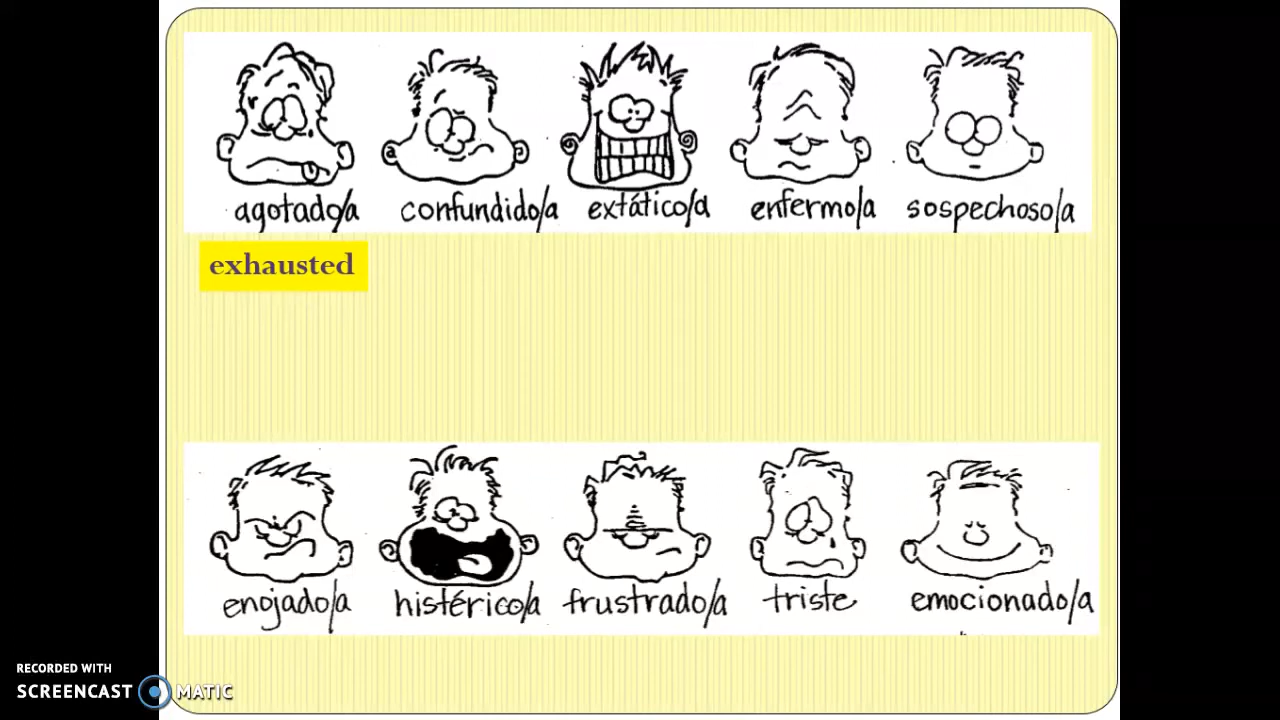 agotado/a confundido/a extático/a enfermo/a sospechoso/a
exhausted
enojado/a histérico/a frustrado/a triste emocionado/a
RECORDED WITH
SCREENCAST MATIC